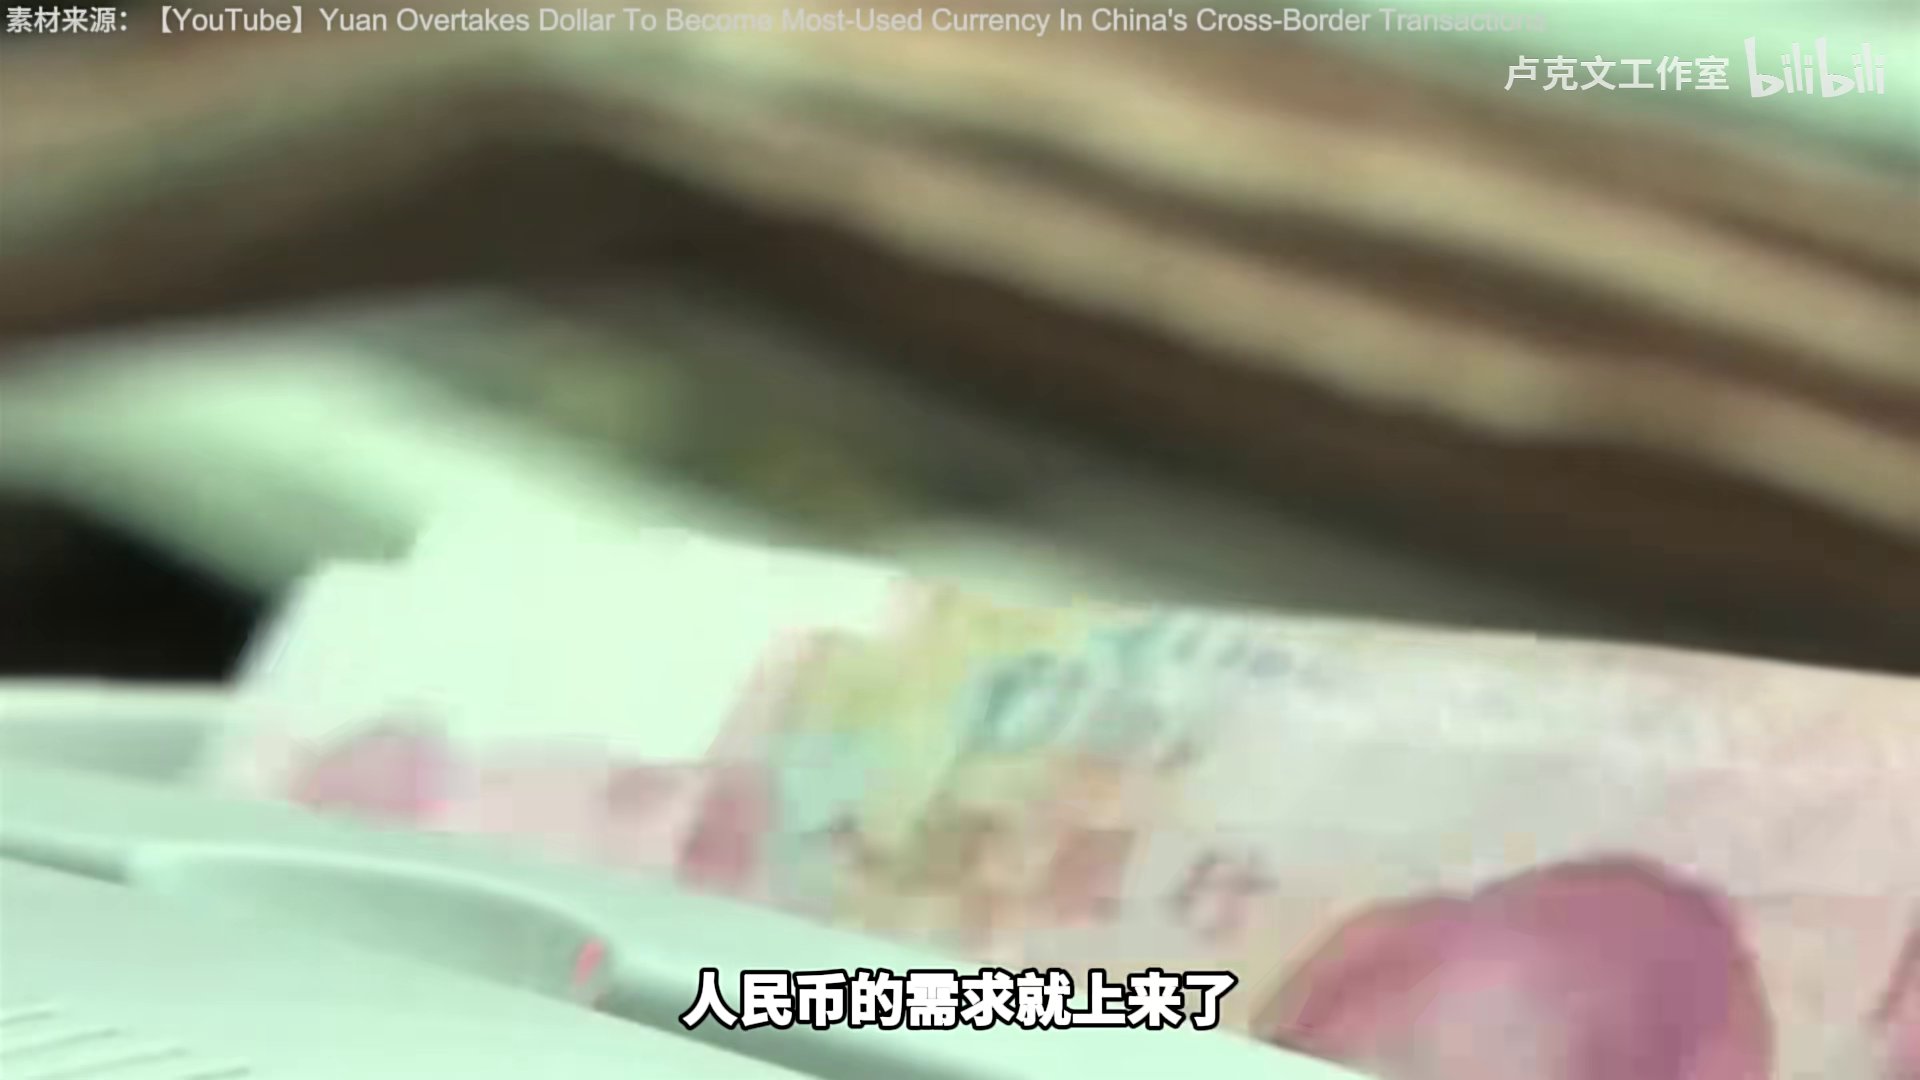 素材来源：【YouTube】Yuan Overtakes Dollar To Become Most-Used Currency In China's Cross-Border Transactions
卢克文工作室 bilibili
人民币的需求就上来了